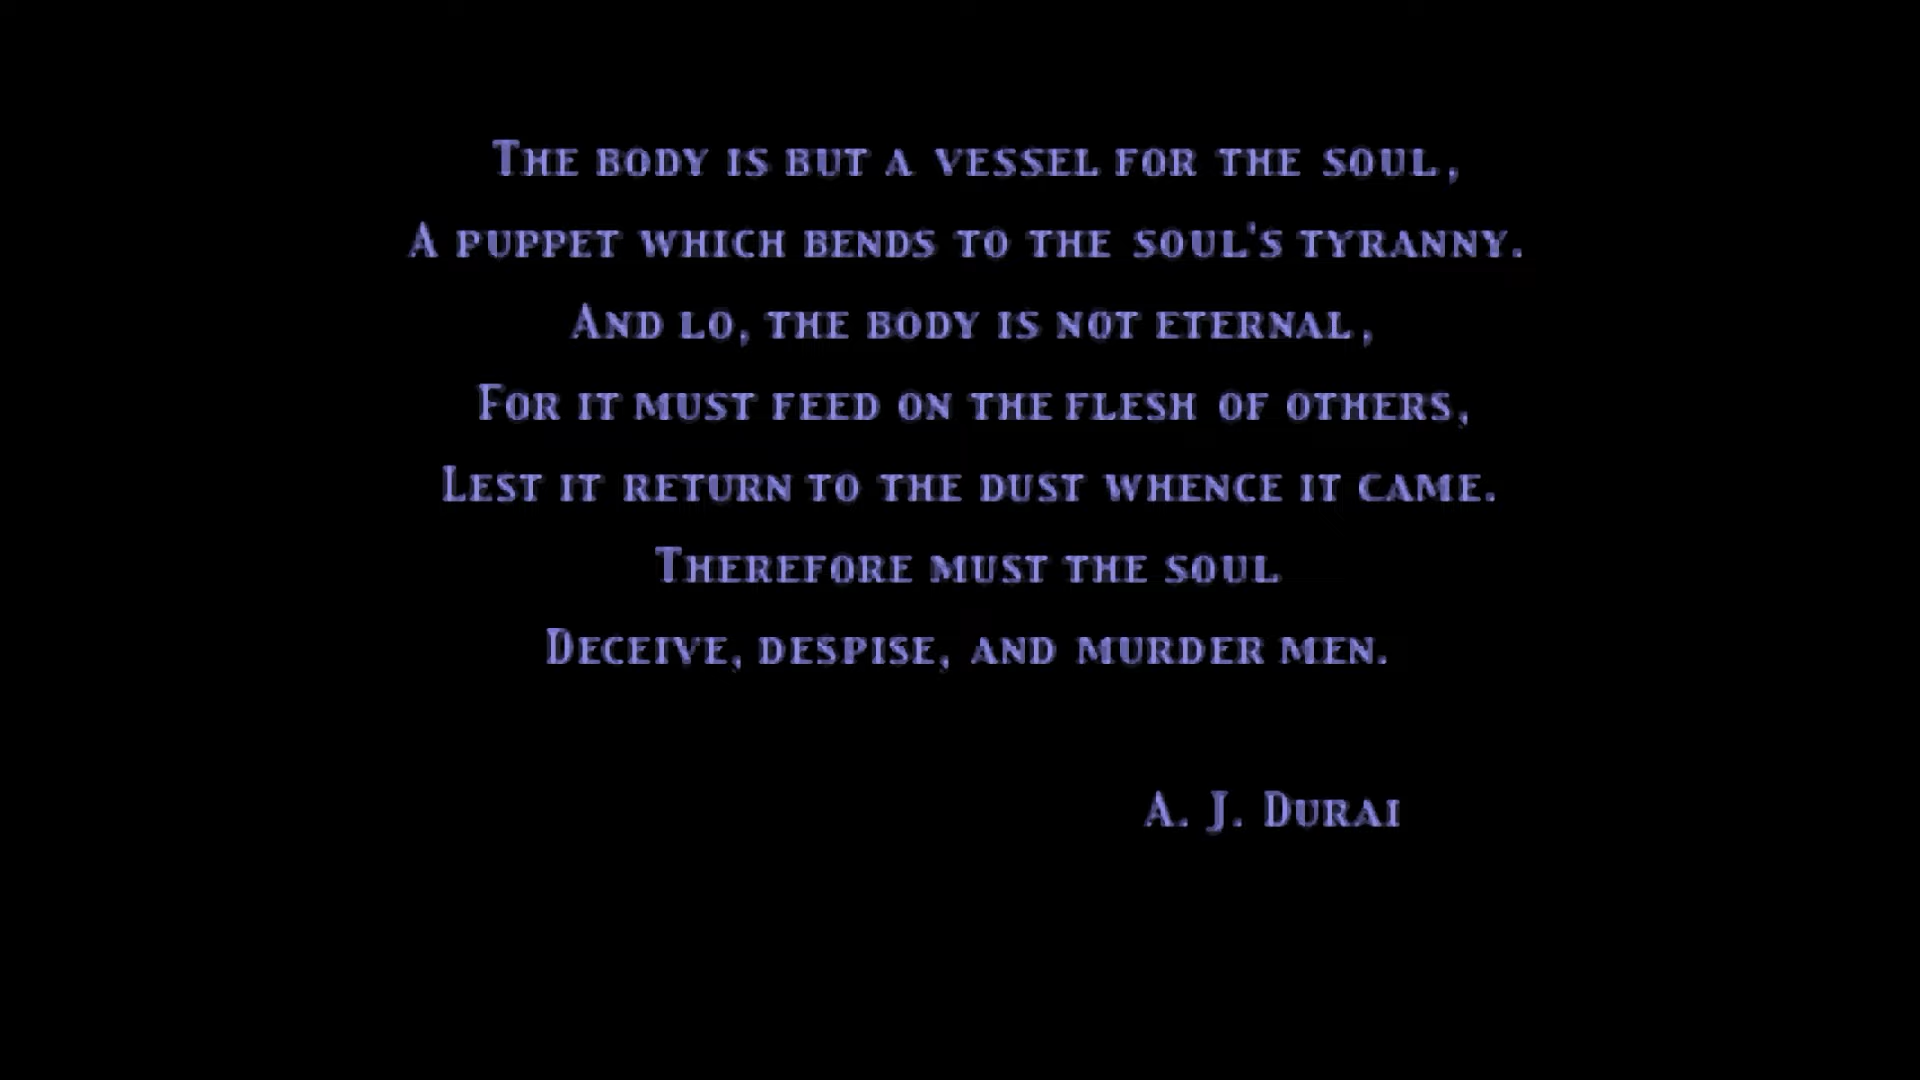 The body is but a vessel for the soul,
A puppet which bends to the soul's tyranny.
And lo, the body is not eternal,
For it must feed on the flesh of others,
Lest it return to the dust whence it came.
Therefore must the soul
Deceive, despise, and murder men.
A. J. Durai